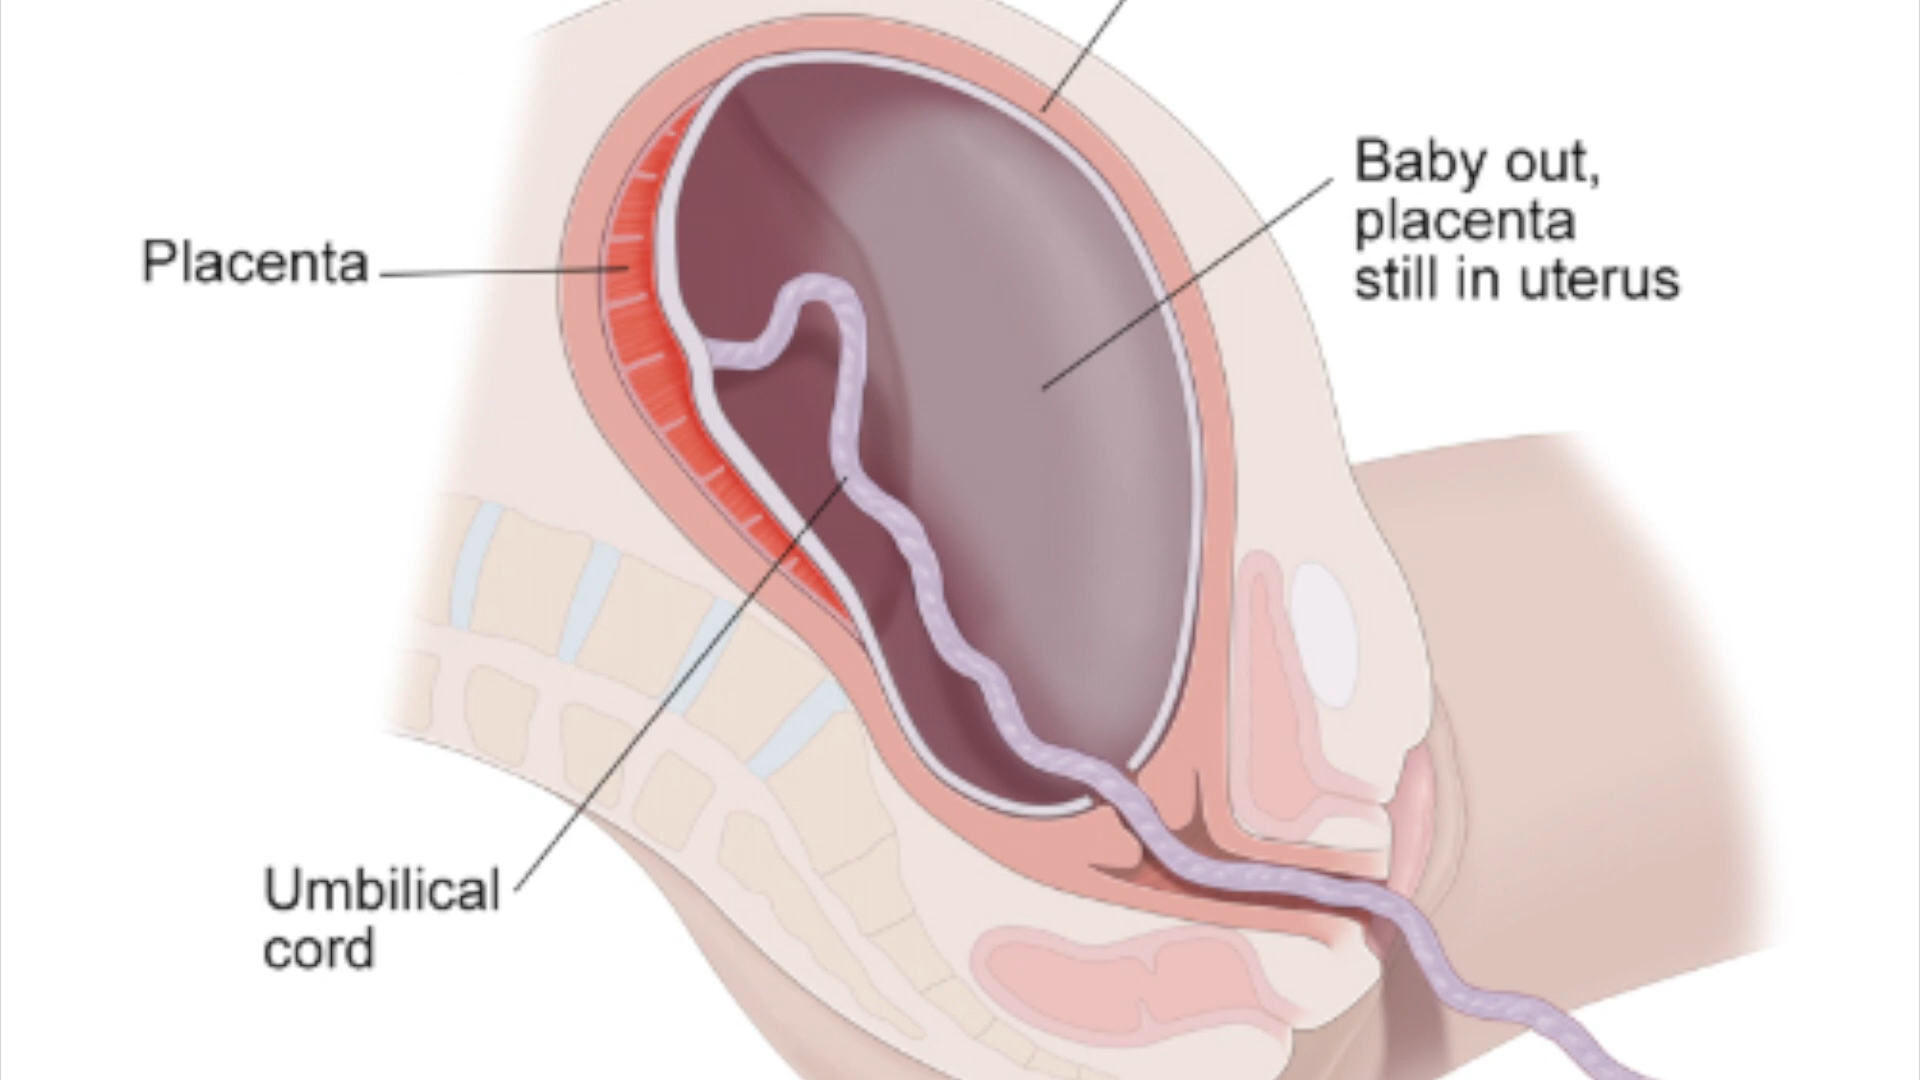 Baby out,
placenta
still in uterus
Placenta
Umbilical
cord